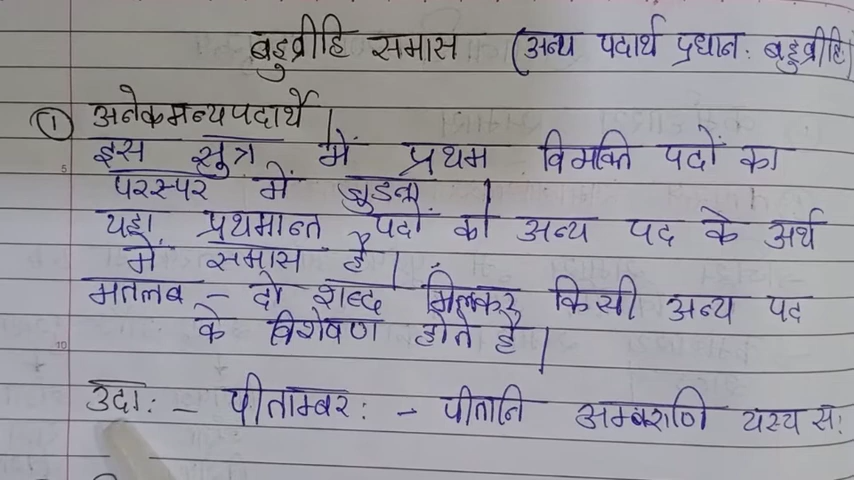 बहुव्रीहि समास (अन्य पदार्थ प्रधान: बहुव्रीहि)
① अनेकमन्यपदार्थे।
इस सूत्र में प्रथम विभक्ति पदों का
परस्पर में जुडना।
यहा प्रथमान्त पदों का अन्य पद के अर्थ
में समास है।
मतलब - दो शब्द मिलकर किसी अन्य पद
के विशेषण होते है।
उदा: - पीताम्बर: - पीतानि अम्बराणि यस्य स: